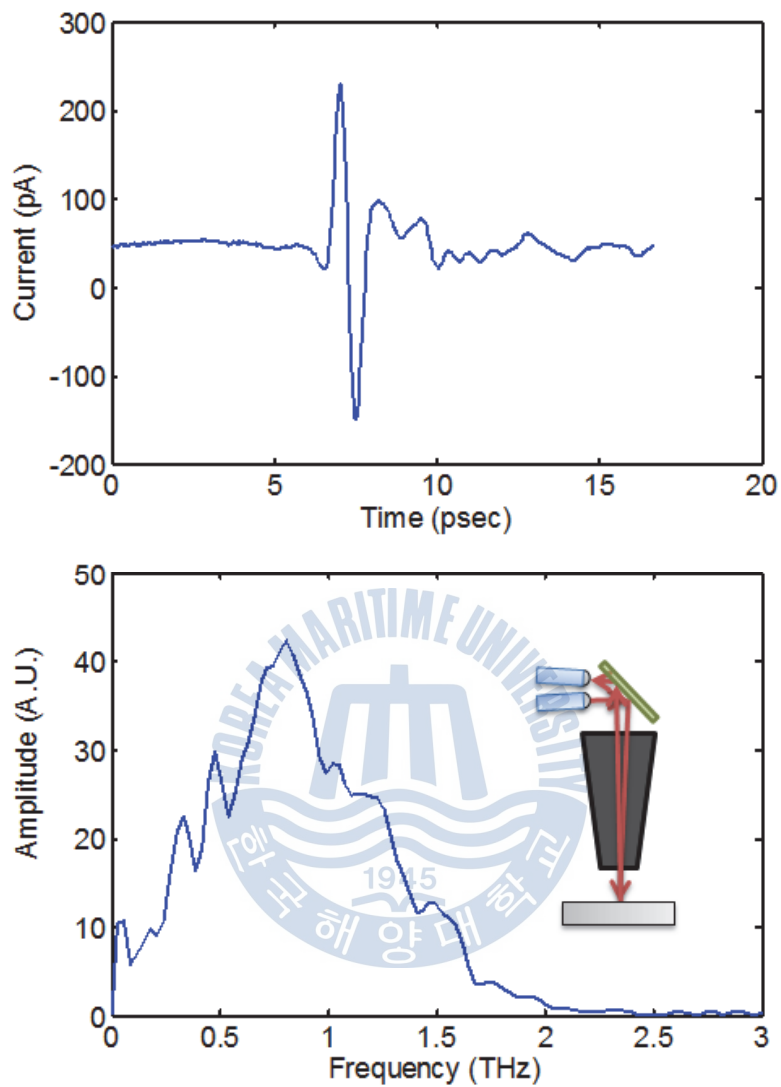 300
200
100
0
-100
-200
Current (pA)
0 5 10 15 20
Time (psec)
50
40
30
20
10
0
Amplitude (A.U.)
KOREA MARITIME UNIVERSITY
1945
한국해양대학교
0 0.5 1 1.5 2 2.5 3
Frequency (THz)